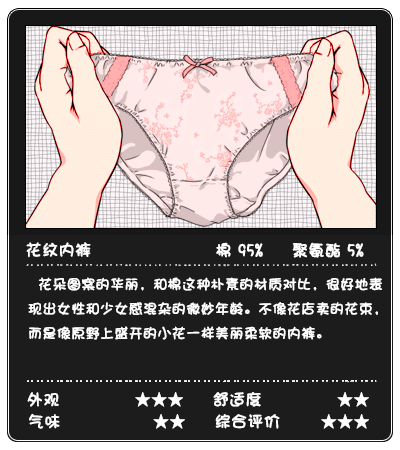 花纹内裤 棉 95% 聚氨酯 5%
花朵图案的华丽，和棉这种朴素的材质对比，很好地表
现出女性和少女感混杂的微妙年龄。不像花店卖的花束，
而是像原野上盛开的小花一样美丽柔软的内裤。
外观 ★★★ 舒适度 ★★
气味 ★★ 综合评价 ★★★